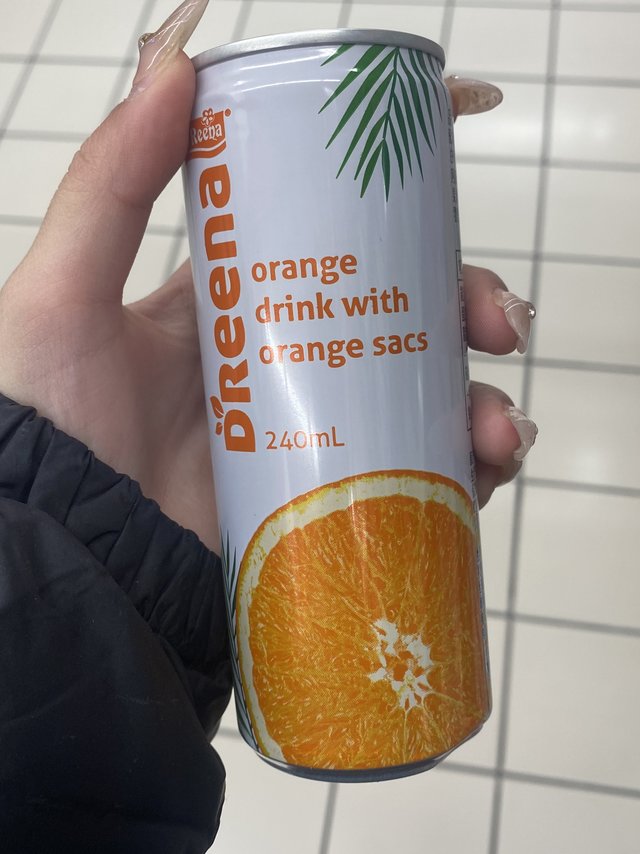 Reena®
D'Reena
orange
drink with
orange sacs
240mL